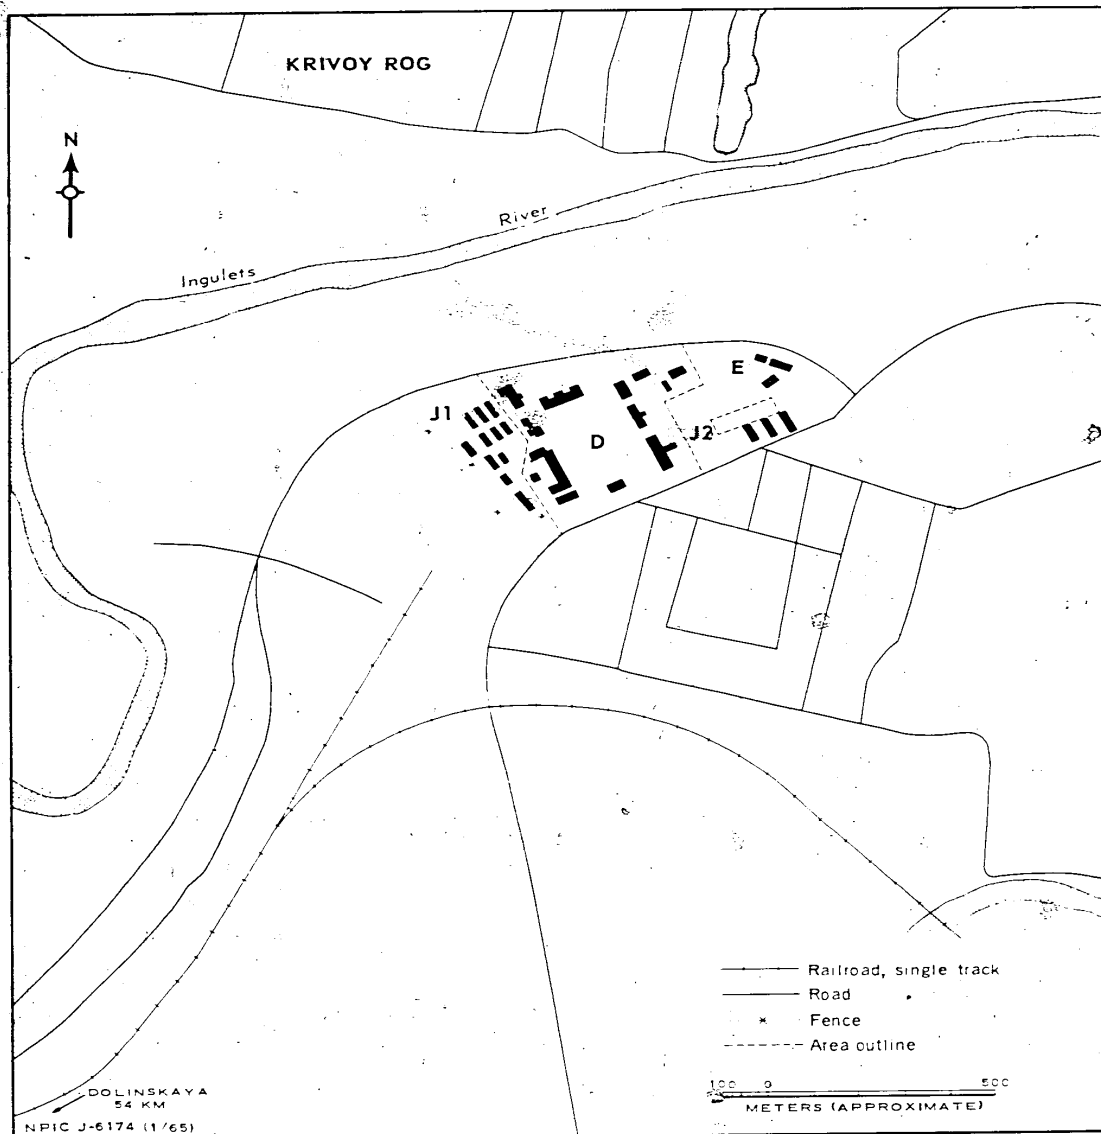 KRIVOY ROG
N
River
Ingulets
J1
E
D
J2
Railroad, single track
Road
Fence
Area outline
100 0 500
METERS (APPROXIMATE)
DOLINSKAYA
54 KM
NPIC J-6174 (1/65)